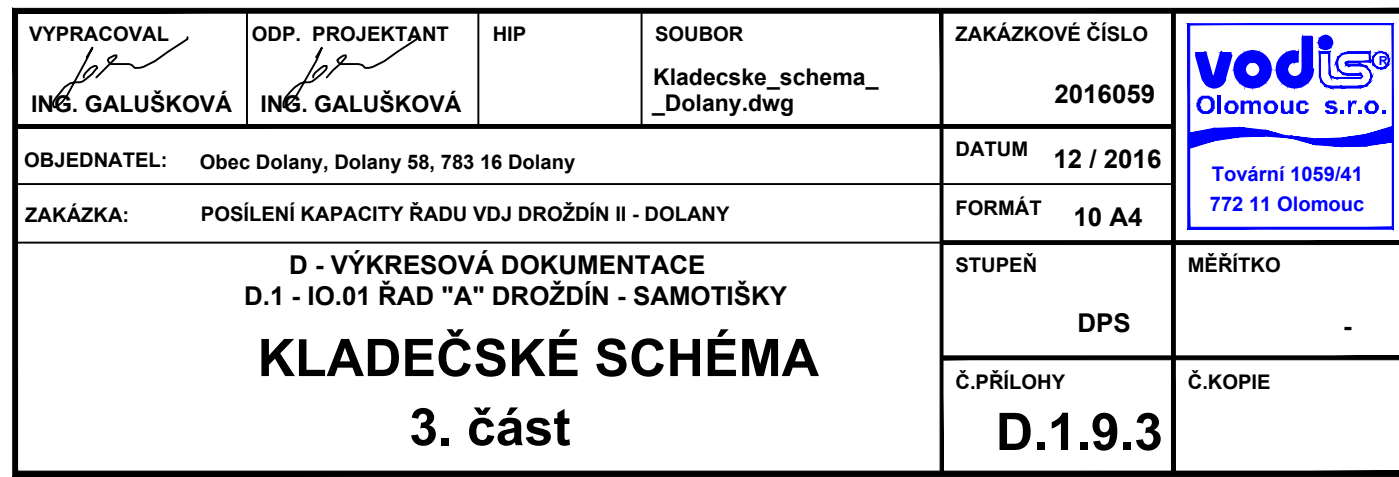 VYPRACOVAL
ING. GALUŠKOVÁ
ODP. PROJEKTANT
ING. GALUŠKOVÁ
HIP
SOUBOR
Kladecske_schema_
_Dolany.dwg
ZAKÁZKOVÉ ČÍSLO
2016059
vodis®
Olomouc s.r.o.
Tovární 1059/41
772 11 Olomouc
OBJEDNATEL: Obec Dolany, Dolany 58, 783 16 Dolany
DATUM 12 / 2016
ZAKÁZKA: POSÍLENÍ KAPACITY ŘADU VDJ DROŽDÍN II - DOLANY
FORMÁT 10 A4
D - VÝKRESOVÁ DOKUMENTACE
D.1 - IO.01 ŘAD "A" DROŽDÍN - SAMOTIŠKY
KLADEČSKÉ SCHÉMA
3. část
STUPEŇ
DPS
MĚŘÍTKO
-
Č.PŘÍLOHY
D.1.9.3
Č.KOPIE